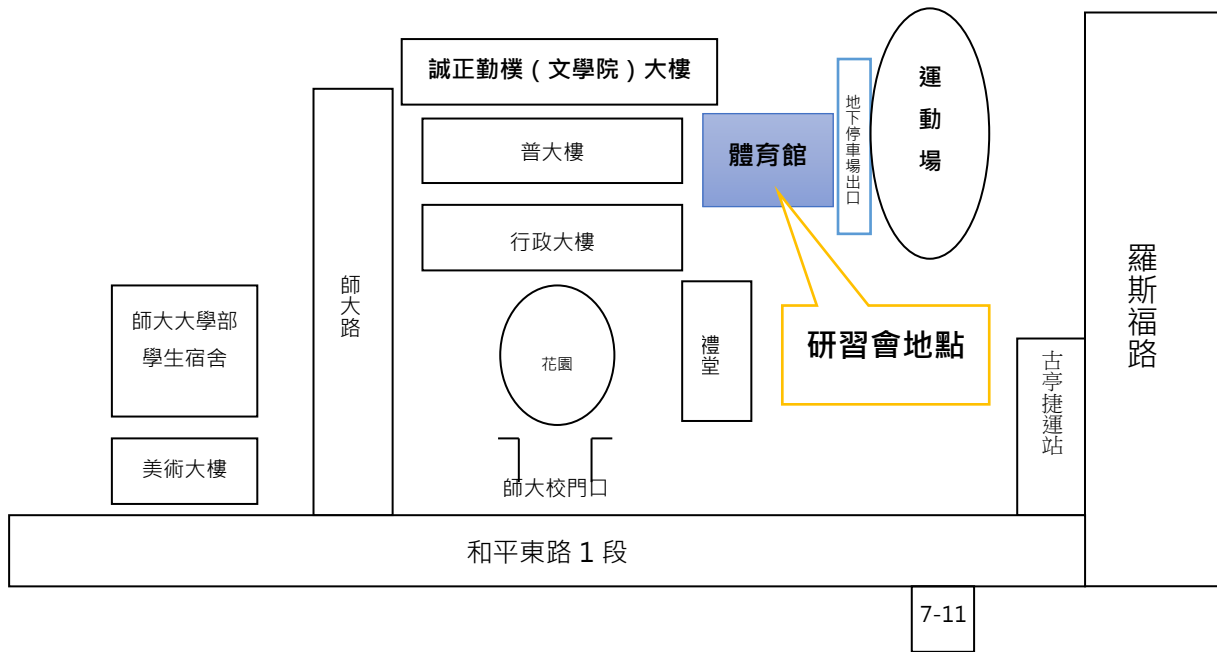 誠正勤樸（文學院）大樓
運動場
地下停車場出口
體育館
普大樓
行政大樓
羅斯福路
師大路
師大大學部
學生宿舍
花園
禮堂
研習會地點
古亭捷運站
美術大樓
師大校門口
和平東路 1 段
7-11